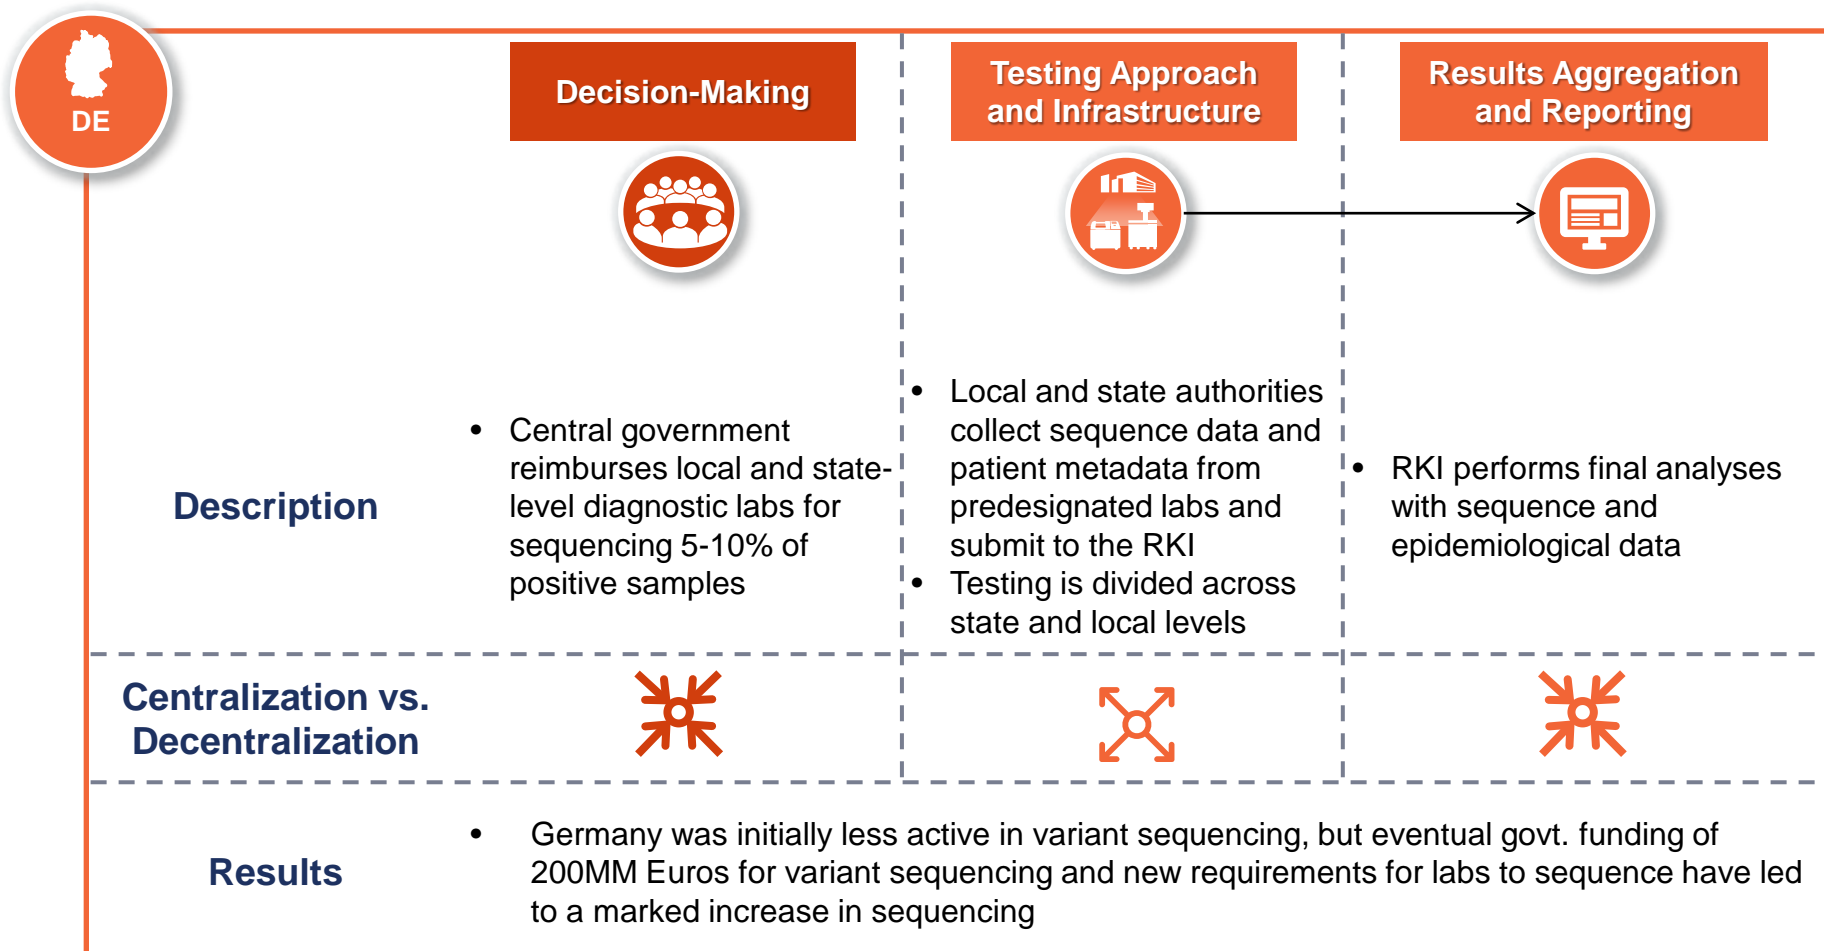 DE
Decision-Making
Testing Approach
and Infrastructure
Results Aggregation
and Reporting
Description
• Central government
reimburses local and state-
level diagnostic labs for
sequencing 5-10% of
positive samples
• Local and state authorities
collect sequence data and
patient metadata from
predesignated labs and
submit to the RKI
• Testing is divided across
state and local levels
• RKI performs final analyses
with sequence and
epidemiological data
Centralization vs.
Decentralization
Results
• Germany was initially less active in variant sequencing, but eventual govt. funding of
200MM Euros for variant sequencing and new requirements for labs to sequence have led
to a marked increase in sequencing